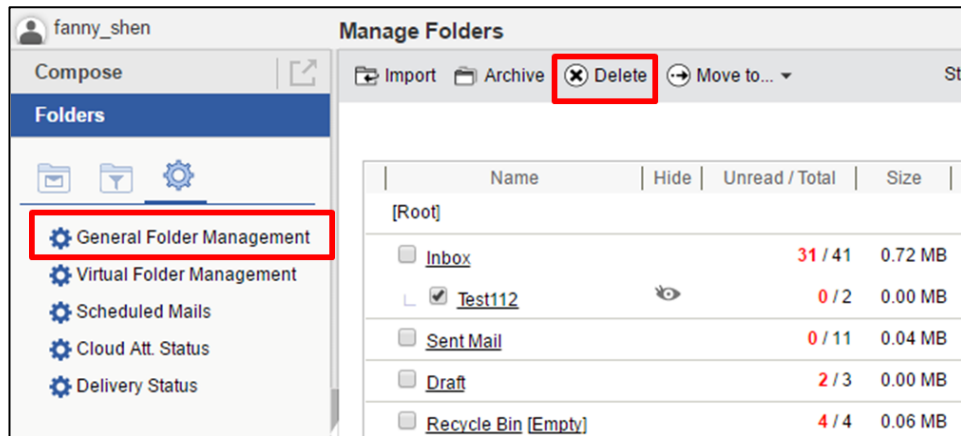 fanny_shen
Compose
Folders
General Folder Management
Virtual Folder Management
Scheduled Mails
Cloud Att. Status
Delivery Status
Manage Folders
Import Archive Delete Move to... St
Name Hide Unread / Total Size
[Root]
Inbox 31 / 41 0.72 MB
Test112 0 / 2 0.00 MB
Sent Mail 0 / 11 0.04 MB
Draft 2 / 3 0.00 MB
Recycle Bin [Empty] 4 / 4 0.06 MB